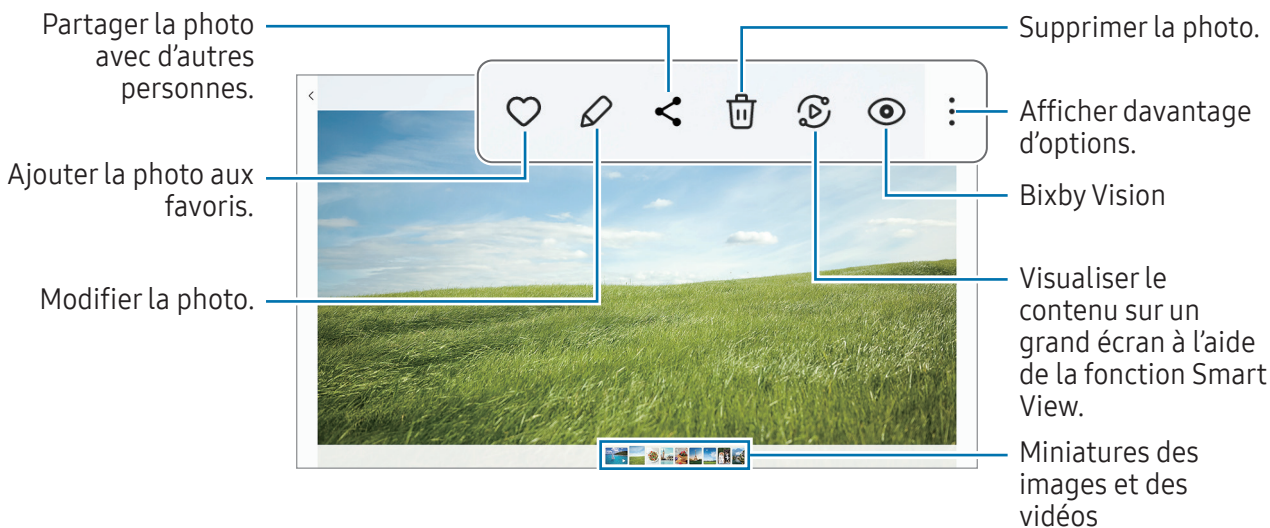 Partager la photo
avec d'autres
personnes.
Ajouter la photo aux
favoris.
Modifier la photo.
Supprimer la photo.
Afficher davantage
d'options.
Bixby Vision
Visualiser le
contenu sur un
grand écran à l'aide
de la fonction Smart
View.
Miniatures des
images et des
vidéos